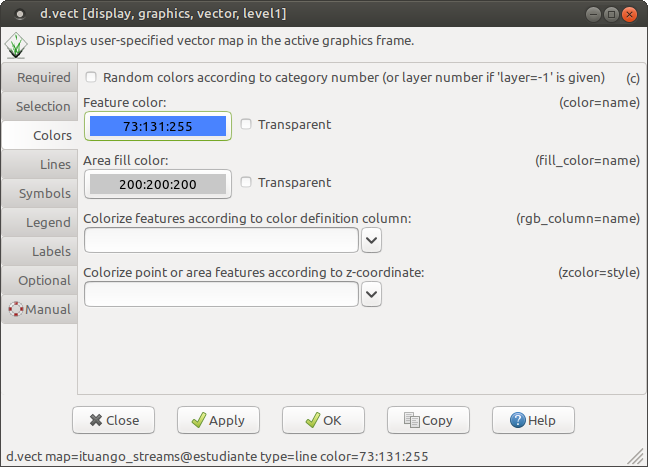 d.vect [display, graphics, vector, level1]
Displays user-specified vector map in the active graphics frame.
Required
Selection
Colors
Lines
Symbols
Legend
Labels
Optional
Manual
Random colors according to category number (or layer number if 'layer=-1' is given) (c)
Feature color: (color=name)
73:131:255 Transparent
Area fill color: (fill_color=name)
200:200:200 Transparent
Colorize features according to color definition column: (rgb_column=name)
Colorize point or area features according to z-coordinate: (zcolor=style)
Close Apply OK Copy Help
d.vect map=ituango_streams@estudiante type=line color=73:131:255